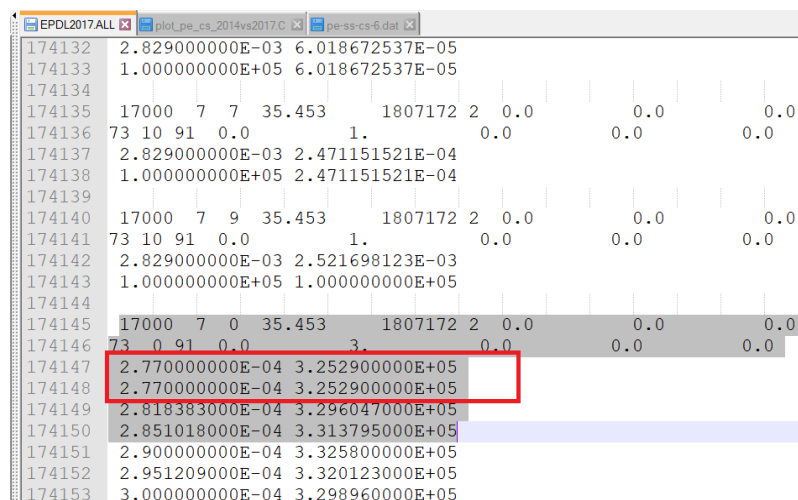 EPDL2017.ALL plot_pe_cs_2014vs2017.C pe-ss-cs-6.dat
174132 2.829000000E-03 6.018672537E-05
174133 1.000000000E+05 6.018672537E-05
174134
174135 17000 7 7 35.453 1807172 2 0.0 0.0 0.0
174136 73 10 91 0.0 1. 0.0 0.0 0.0
174137 2.829000000E-03 2.471151521E-04
174138 1.000000000E+05 2.471151521E-04
174139
174140 17000 7 9 35.453 1807172 2 0.0 0.0 0.0
174141 73 10 91 0.0 1. 0.0 0.0 0.0
174142 2.829000000E-03 2.521698123E-03
174143 1.000000000E+05 1.000000000E+05
174144
174145 17000 7 0 35.453 1807172 2 0.0 0.0 0.0
174146 73 0 91 0.0 3. 0.0 0.0 0.0
174147 2.770000000E-04 3.252900000E+05
174148 2.770000000E-04 3.252900000E+05
174149 2.818383000E-04 3.296047000E+05
174150 2.851018000E-04 3.313795000E+05
174151 2.900000000E-04 3.325800000E+05
174152 2.951209000E-04 3.320123000E+05
174153 3.000000000E-04 3.298960000E+05